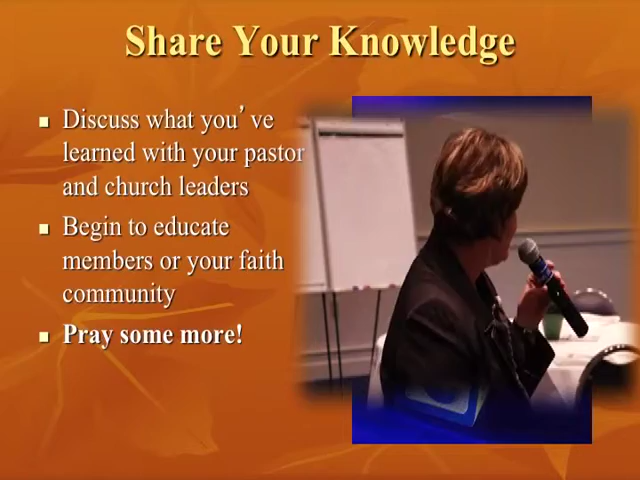 Share Your Knowledge
Discuss what you've
learned with your pastor
and church leaders
Begin to educate
members or your faith
community
Pray some more!